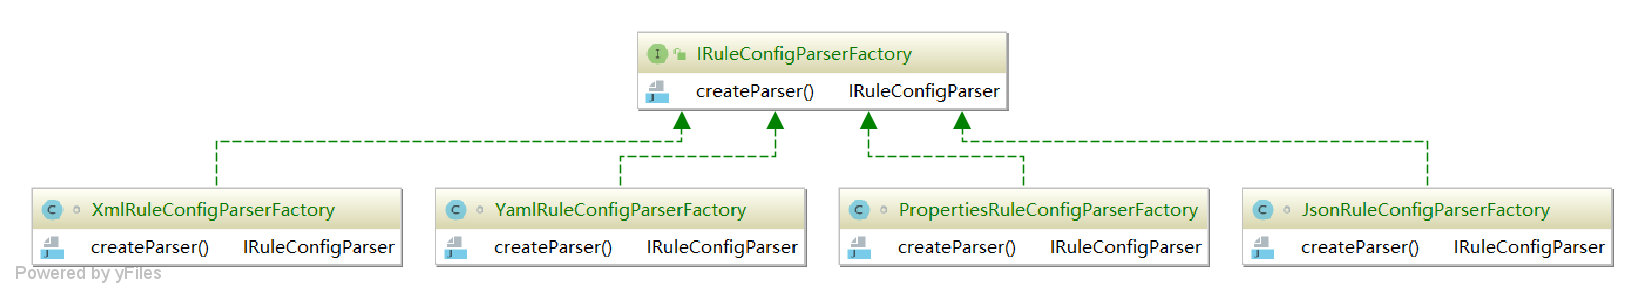 IRuleConfigParserFactory
createParser() IRuleConfigParser
XmlRuleConfigParserFactory
createParser() IRuleConfigParser
YamlRuleConfigParserFactory
createParser() IRuleConfigParser
PropertiesRuleConfigParserFactory
createParser() IRuleConfigParser
JsonRuleConfigParserFactory
createParser() IRuleConfigParser
Powered by yFiles